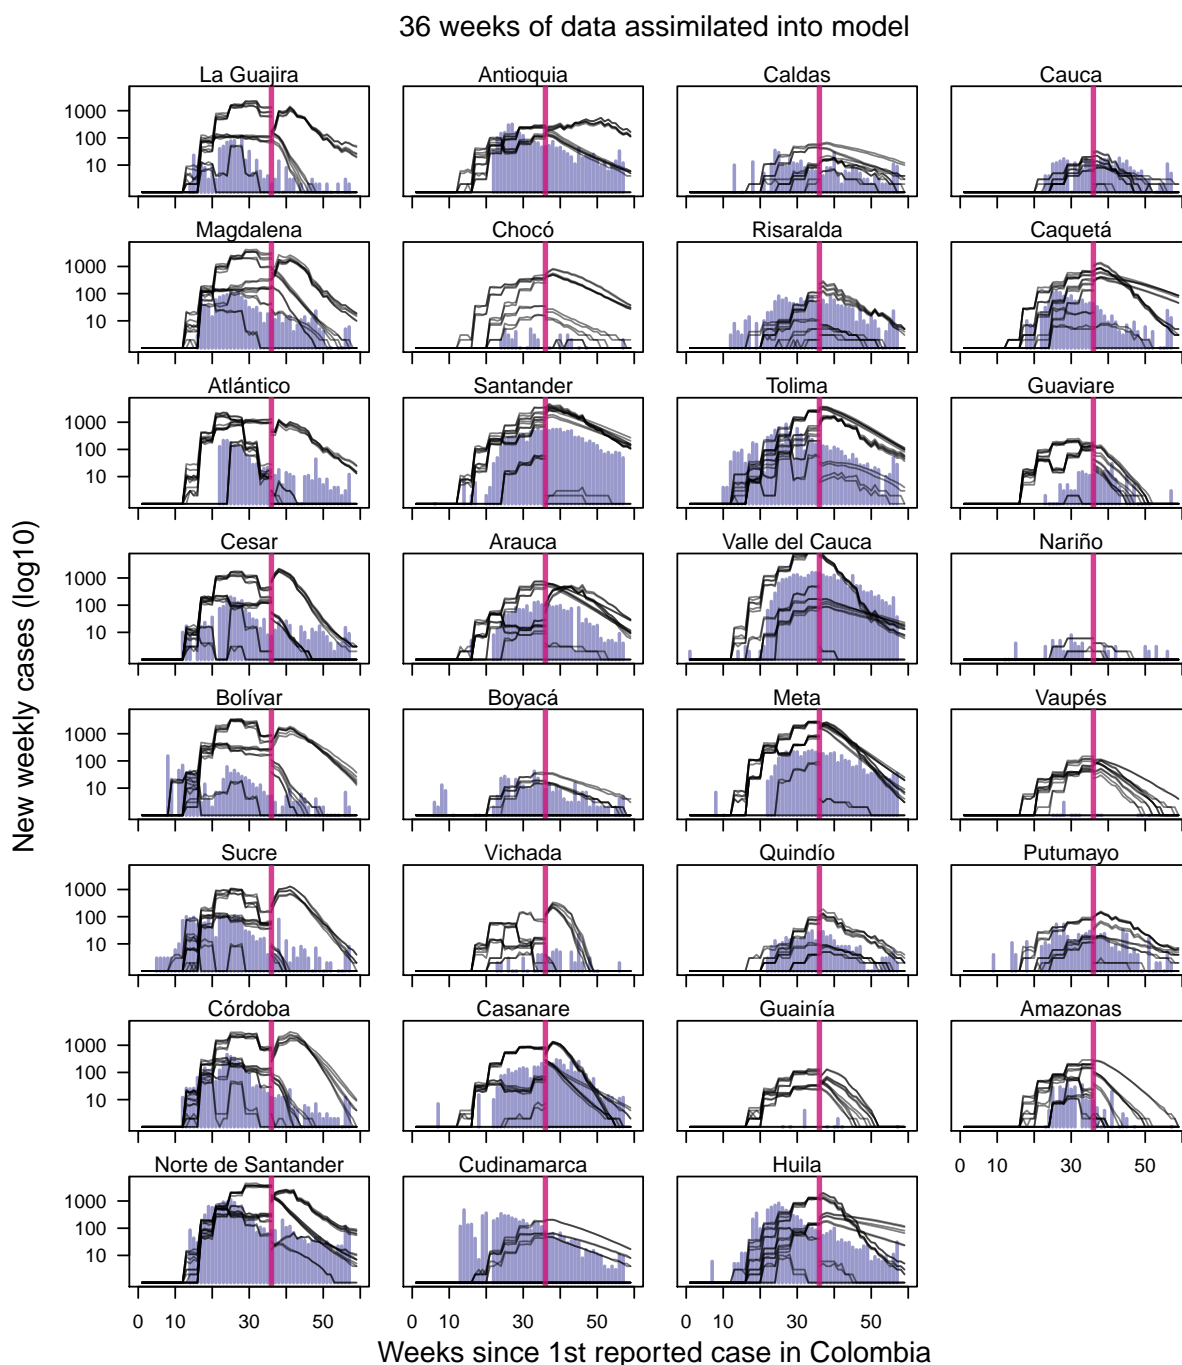 36 weeks of data assimilated into model
La Guajira Antioquia Caldas Cauca
1000
100
10
Magdalena Chocó Risaralda Caquetá
1000
100
10
Atlántico Santander Tolima Guaviare
1000
100
10
Cesar Arauca Valle del Cauca Nariño
1000
100
10
Bolívar Boyacá Meta Vaupés
1000
100
10
Sucre Vichada Quindío Putumayo
1000
100
10
Córdoba Casanare Guainía Amazonas
1000
100
10
0 10 30 50
Norte de Santander Cudinamarca Huila
1000
100
10
0 10 30 50 0 10 30 50 0 10 30 50
New weekly cases (log10)
Weeks since 1st reported case in Colombia